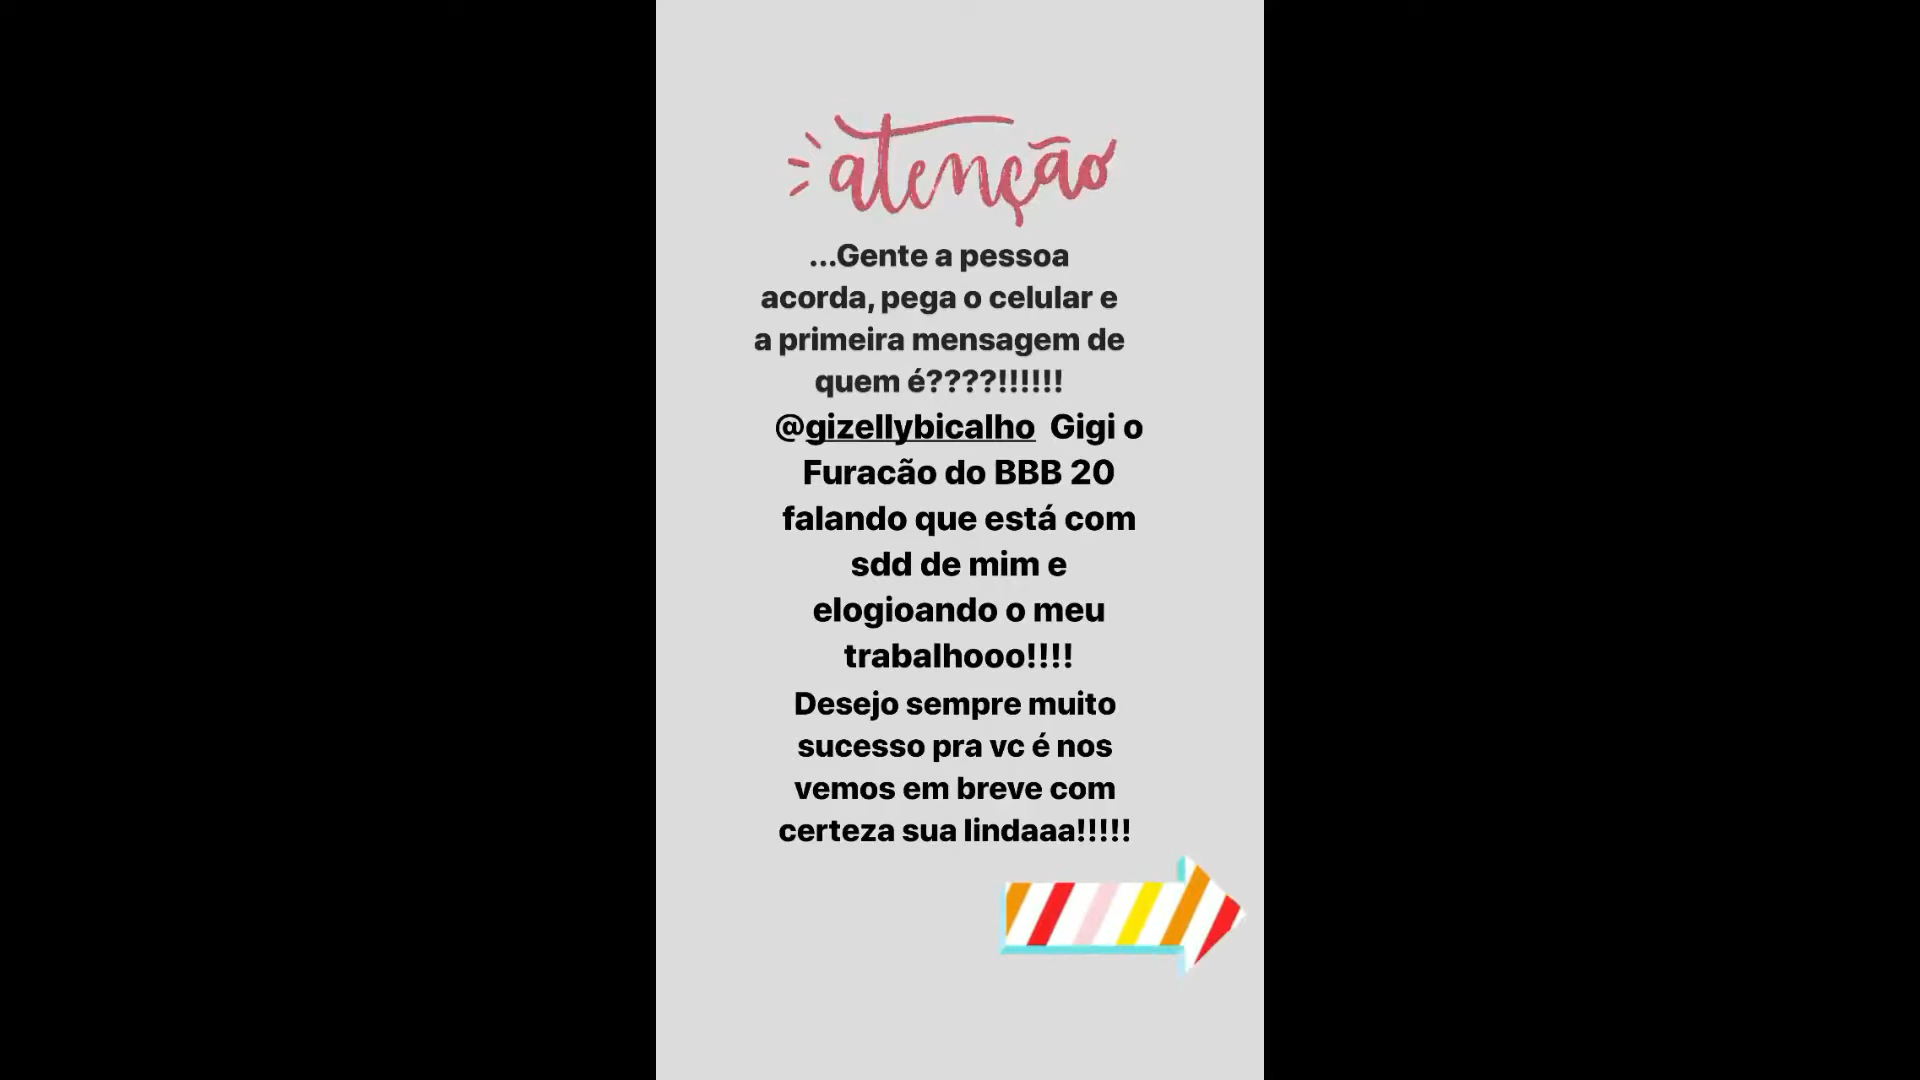 atenção
...Gente a pessoa
acorda, pega o celular e
a primeira mensagem de
quem é????!!!!!!
@gizellybicalho Gigi o
Furacão do BBB 20
falando que está com
sdd de mim e
elogioando o meu
trabalhooo!!!!
Desejo sempre muito
sucesso pra vc é nos
vemos em breve com
certeza sua lindaaa!!!!!